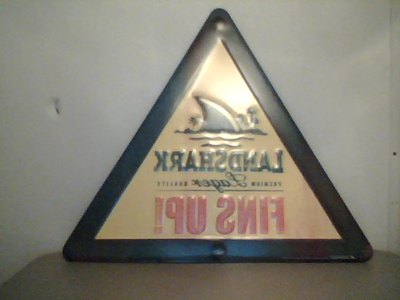 LANDSHARK
PREMIUM Lager QUALITY
FINS UP!